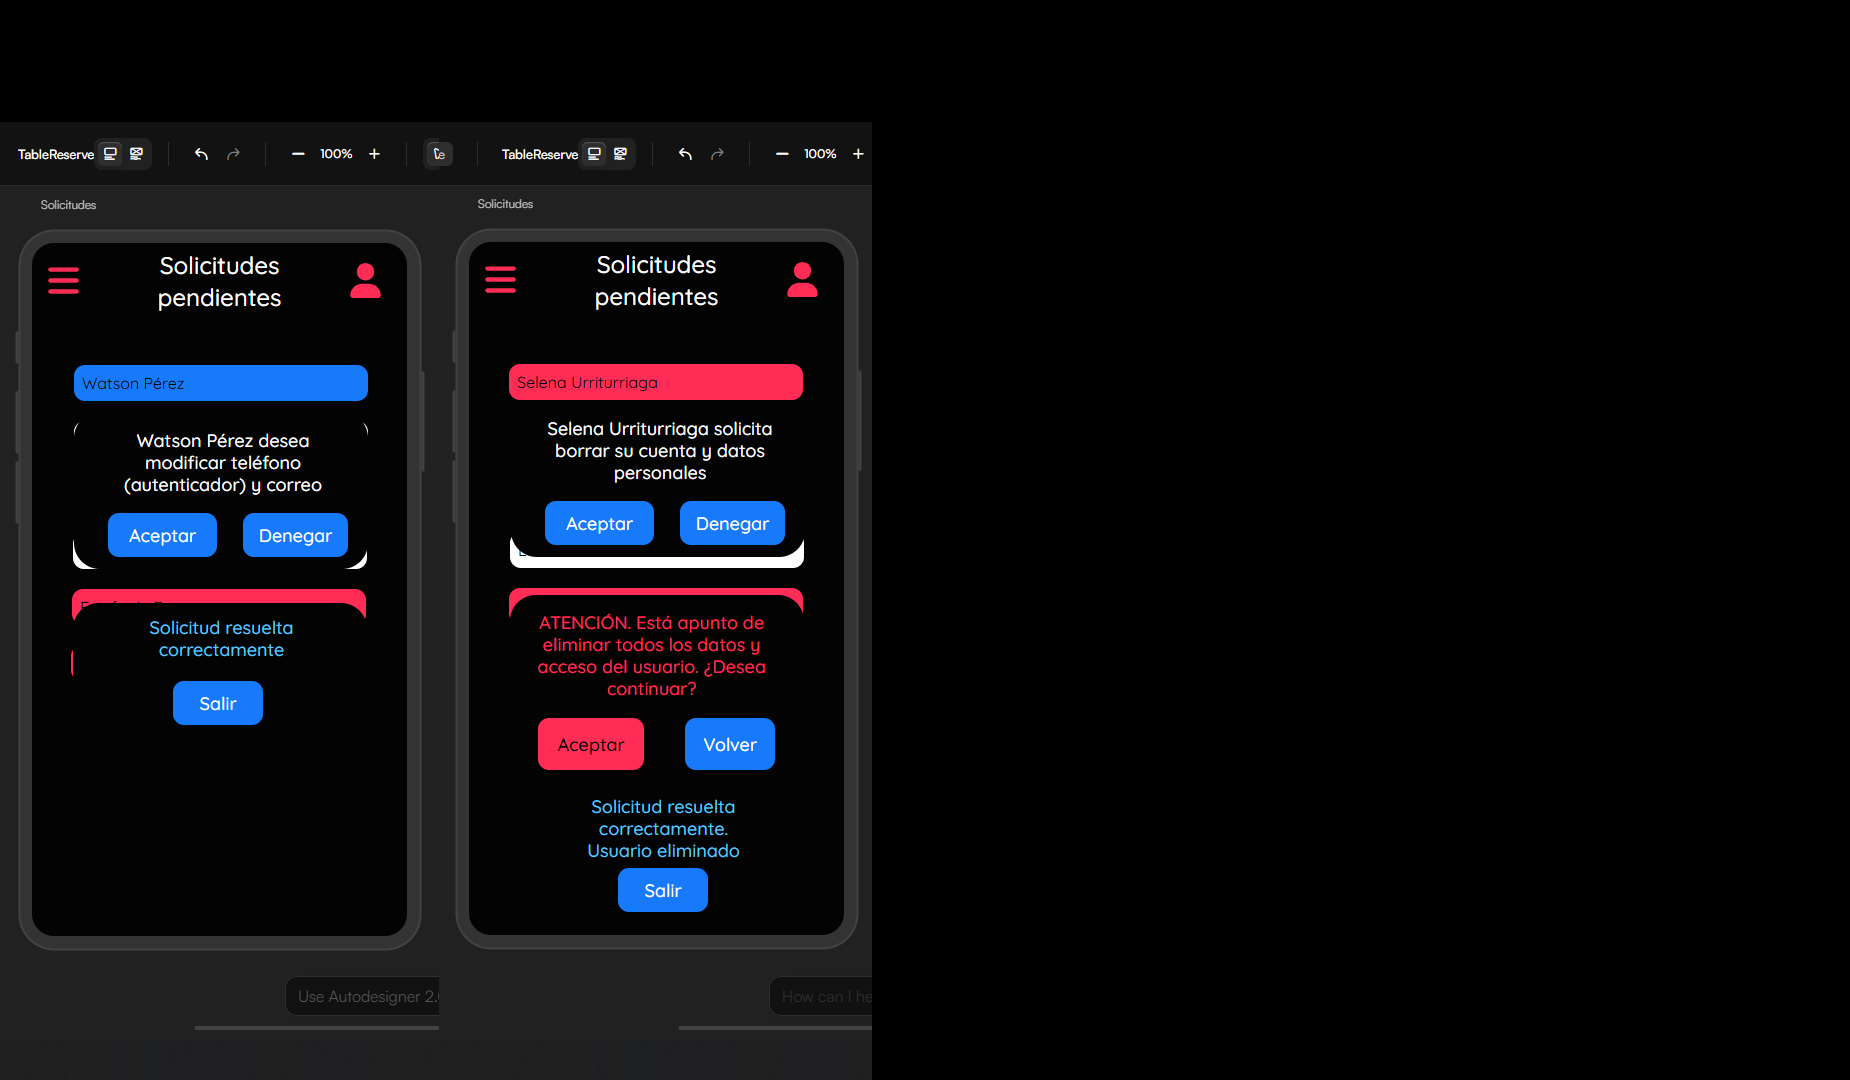 TableReserve
100%
TableReserve
100%
Solicitudes
Solicitudes
Solicitudes
pendientes
Watson Pérez
Watson Pérez desea
modificar teléfono
(autenticador) y correo
Aceptar
Denegar
Solicitud resuelta
correctamente
Salir
Use Autodesigner 2.
Solicitudes
pendientes
Selena Urriturriaga
Selena Urriturriaga solicita
borrar su cuenta y datos
personales
Aceptar
Denegar
ATENCIÓN. Está apunto de
eliminar todos los datos y
acceso del usuario. ¿Desea
continuar?
Aceptar
Volver
Solicitud resuelta
correctamente.
Usuario eliminado
Salir
How can I he